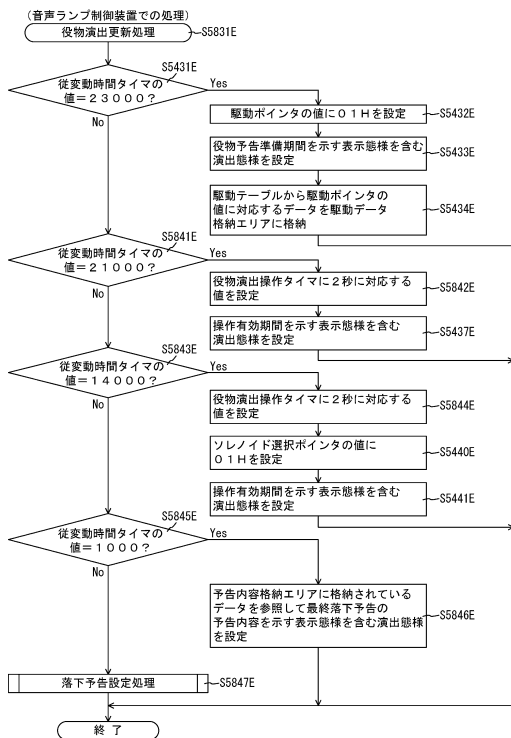 (音声ランプ制御装置での処理)
役物演出更新処理
S5831E
従変動時間タイマの
値=23000?
S5431E
Yes
No
駆動ポインタの値に01Hを設定
S5432E
役物予告準備期間を示す表示態様を含む
演出態様を設定
S5433E
駆動テーブルから駆動ポインタの
値に対応するデータを駆動データ
格納エリアに格納
S5434E
従変動時間タイマの
値=21000?
S5841E
Yes
No
役物演出操作タイマに2秒に対応する
値を設定
S5842E
操作有効期間を示す表示態様を含む
演出態様を設定
S5437E
従変動時間タイマの
値=14000?
S5843E
Yes
No
役物演出操作タイマに2秒に対応する
値を設定
S5844E
ソレノイド選択ポインタの値に
01Hを設定
S5440E
操作有効期間を示す表示態様を含む
演出態様を設定
S5441E
従変動時間タイマの
値=1000?
S5845E
Yes
No
予告内容格納エリアに格納されている
データを参照して最終落下予告の
予告内容を示す表示態様を含む演出態様
を設定
S5846E
落下予告設定処理
S5847E
終了